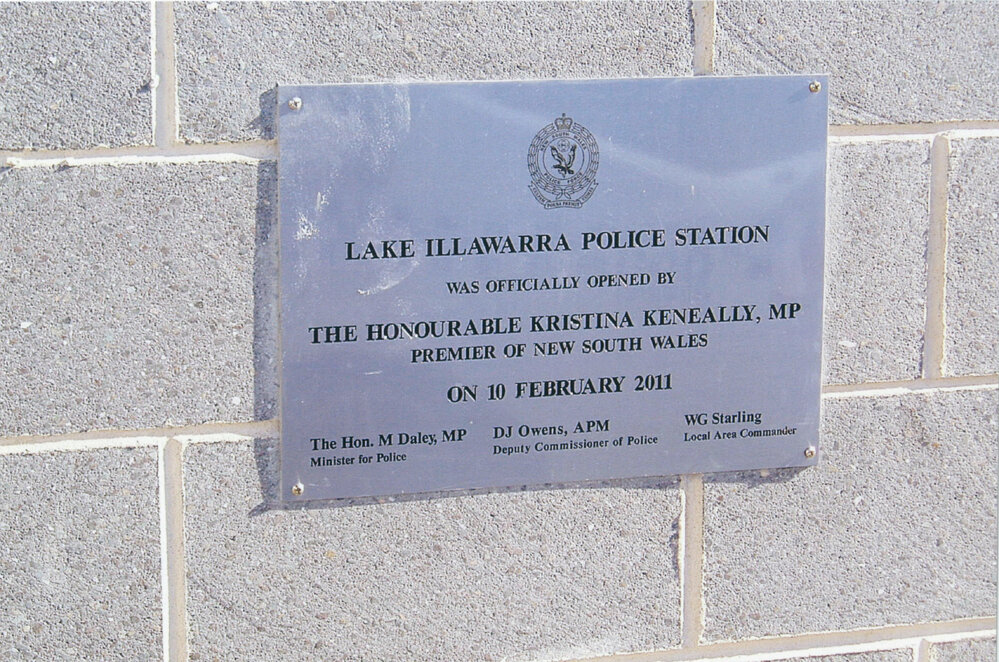 LAKE ILLAWARRA POLICE STATION
WAS OFFICIALLY OPENED BY
THE HONOURABLE KRISTINA KENEALLY, MP
PREMIER OF NEW SOUTH WALES
ON 10 FEBRUARY 2011
The Hon. M Daley, MP
Minister for Police
DJ Owens, APM
Deputy Commissioner of Police
WG Starling
Local Area Commander